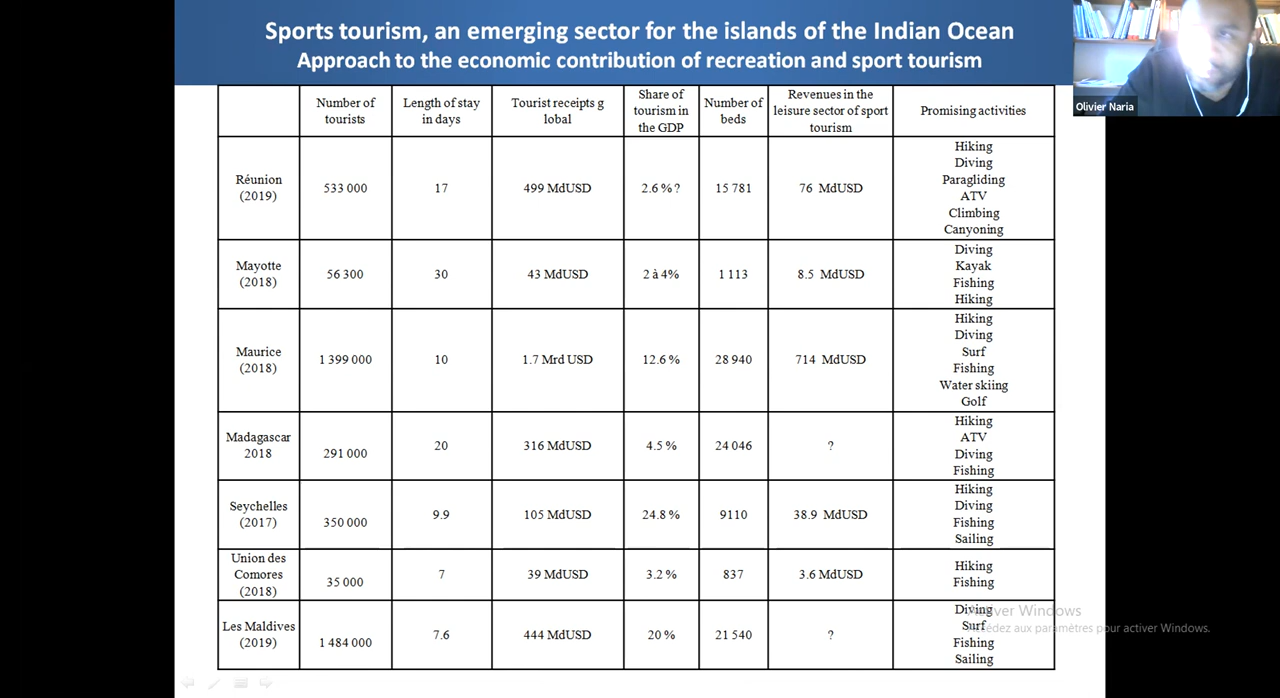 Sports tourism, an emerging sector for the islands of the Indian Ocean
Approach to the economic contribution of recreation and sport tourism
Olivier Naria
Number of
tourists
Length of stay
in days
Tourist receipts g
lobal
Share of
tourism in
the GDP
Number of
beds
Revenues in the
leisure sector of sport
tourism
Promising activities
Réunion
(2019)
533 000
17
499 MdUSD
2.6 % ?
15 781
76 MdUSD
Hiking
Diving
Paragliding
ATV
Climbing
Canyoning
Mayotte
(2018)
56 300
30
43 MdUSD
2 à 4%
1 113
8.5 MdUSD
Diving
Kayak
Fishing
Hiking
Maurice
(2018)
1 399 000
10
1.7 Mrd USD
12.6 %
28 940
714 MdUSD
Hiking
Diving
Surf
Fishing
Water skiing
Golf
Madagascar
2018
291 000
20
316 MdUSD
4.5 %
24 046
?
Hiking
ATV
Diving
Fishing
Seychelles
(2017)
350 000
9.9
105 MdUSD
24.8 %
9110
38.9 MdUSD
Hiking
Diving
Fishing
Sailing
Union des
Comores
(2018)
35 000
7
39 MdUSD
3.2 %
837
3.6 MdUSD
Hiking
Fishing
Les Maldives
(2019)
1 484 000
7.6
444 MdUSD
20 %
21 540
?
Diving
Surf
Fishing
Sailing
Activer Windows
Accédez aux paramètres pour activer Windows.